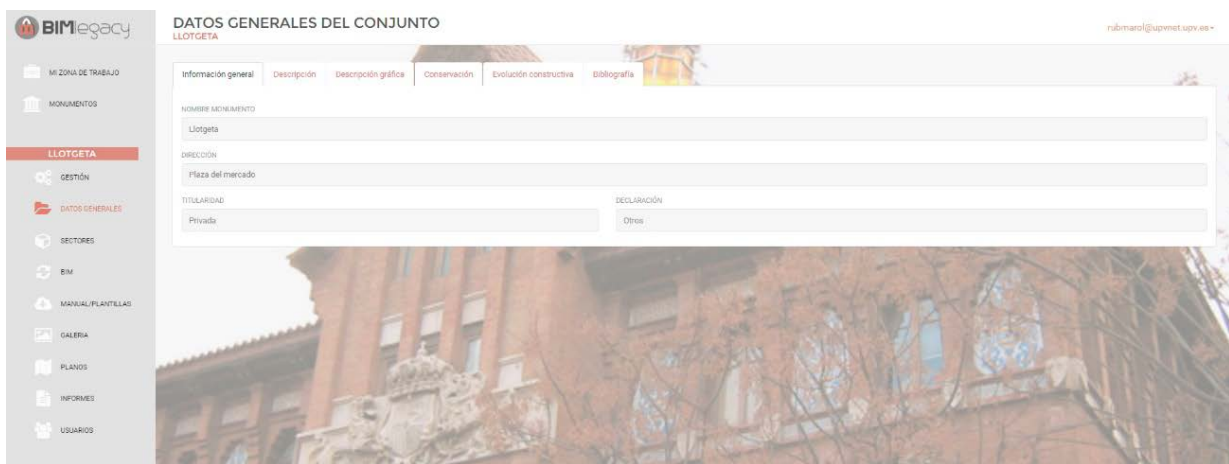 BIMlegacy
DATOS GENERALES DEL CONJUNTO
LLOTGETA
rubmarol@upvnet.upv.es
MI ZONA DE TRABAJO
MONUMENTOS
LLOTGETA
GESTIÓN
DATOS GENERALES
SECTORES
BIM
MANUAL/PLANTILLAS
GALERIA
PLANOS
INFORMES
USUARIOS
Información general Descripción Descripción gráfica Conservación Evolución constructiva Bibliografía
NOMBRE MONUMENTO
Llotgeta
DIRECCIÓN
Plaza del mercado
TITULARIDAD DECLARACIÓN
Privada Otros